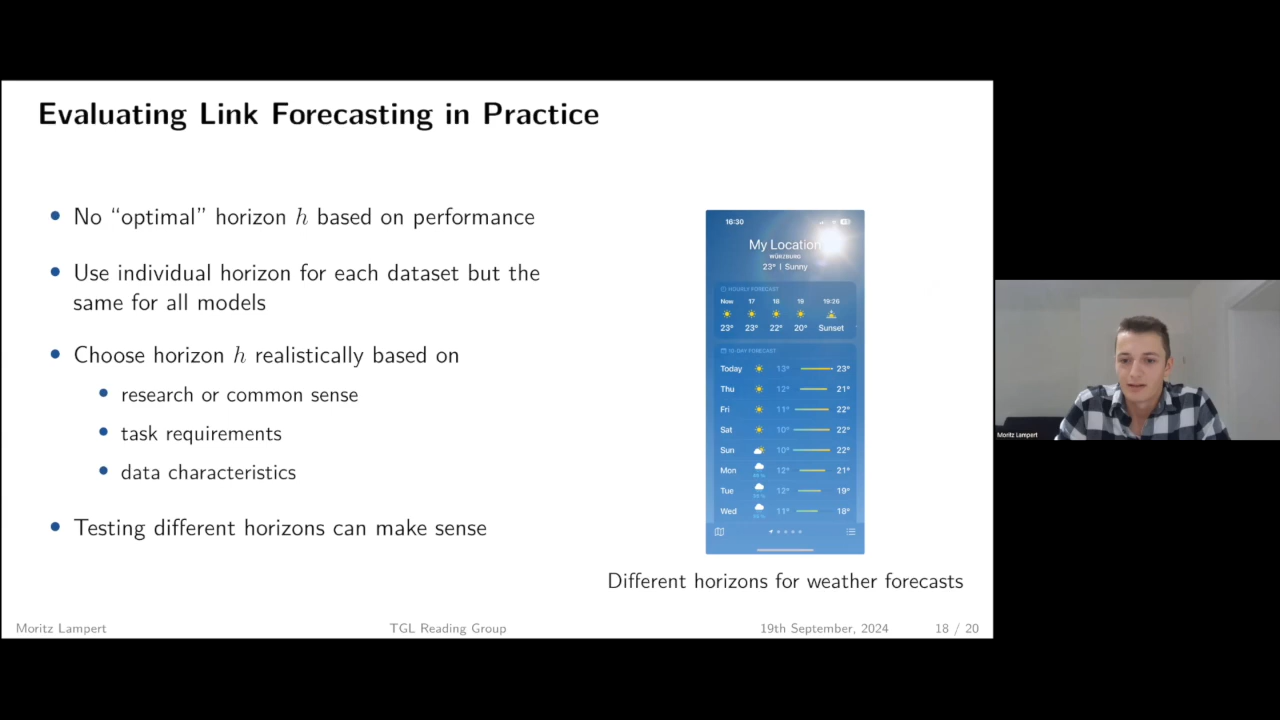 Evaluating Link Forecasting in Practice
No “optimal” horizon h based on performance
Use individual horizon for each dataset but the
same for all models
Choose horizon h realistically based on
research or common sense
task requirements
data characteristics
Testing different horizons can make sense
16:30
My Location
WÜRZBURG
23° | Sunny
HOURLY FORECAST
Now 17 18 19 19:26
23° 23° 22° 20° Sunset
10-DAY FORECAST
Today 13° 23°
Thu 12° 21°
Fri 11° 22°
Sat 10° 22°
Sun 10° 22°
Mon 12° 21°
Tue 12° 19°
Wed 11° 18°
Different horizons for weather forecasts
Moritz Lampert TGL Reading Group 19th September, 2024 18 / 20
Moritz Lampert